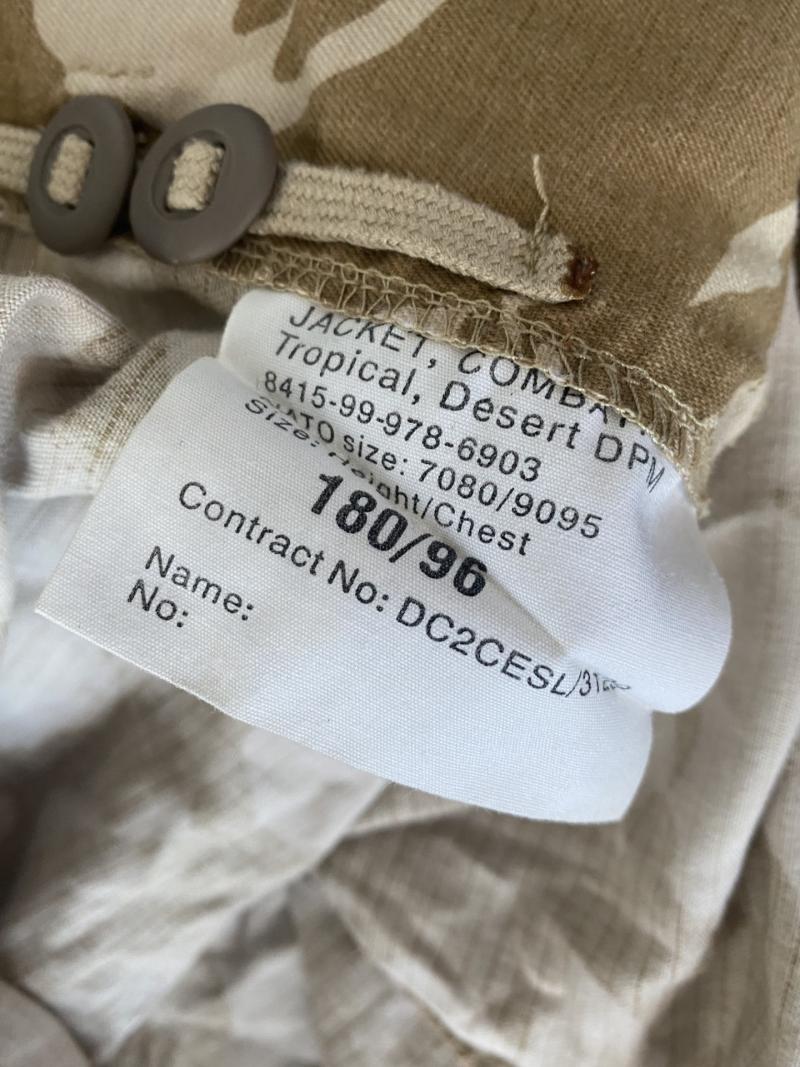 JACKET, COMBAT
Tropical, Desert DPM
8415-99-978-6903
NATO size: 7080/9095
Size: Height/Chest
180/96
Contract No: DC2CESL/
Name:
No: